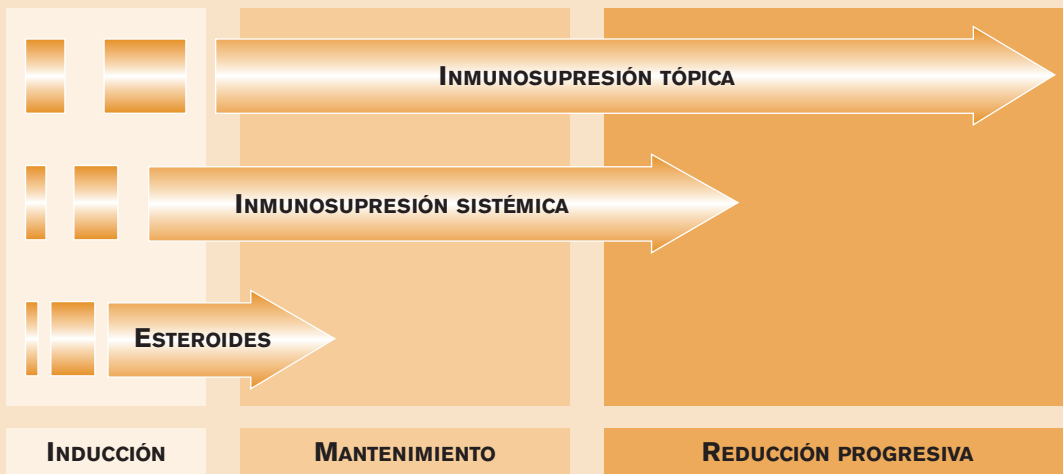 INMUNOSUPRESIÓN TÓPICA
INMUNOSUPRESIÓN SISTÉMICA
ESTEROIDES
INDUCCIÓN
MANTENIMIENTO
REDUCCIÓN PROGRESIVA